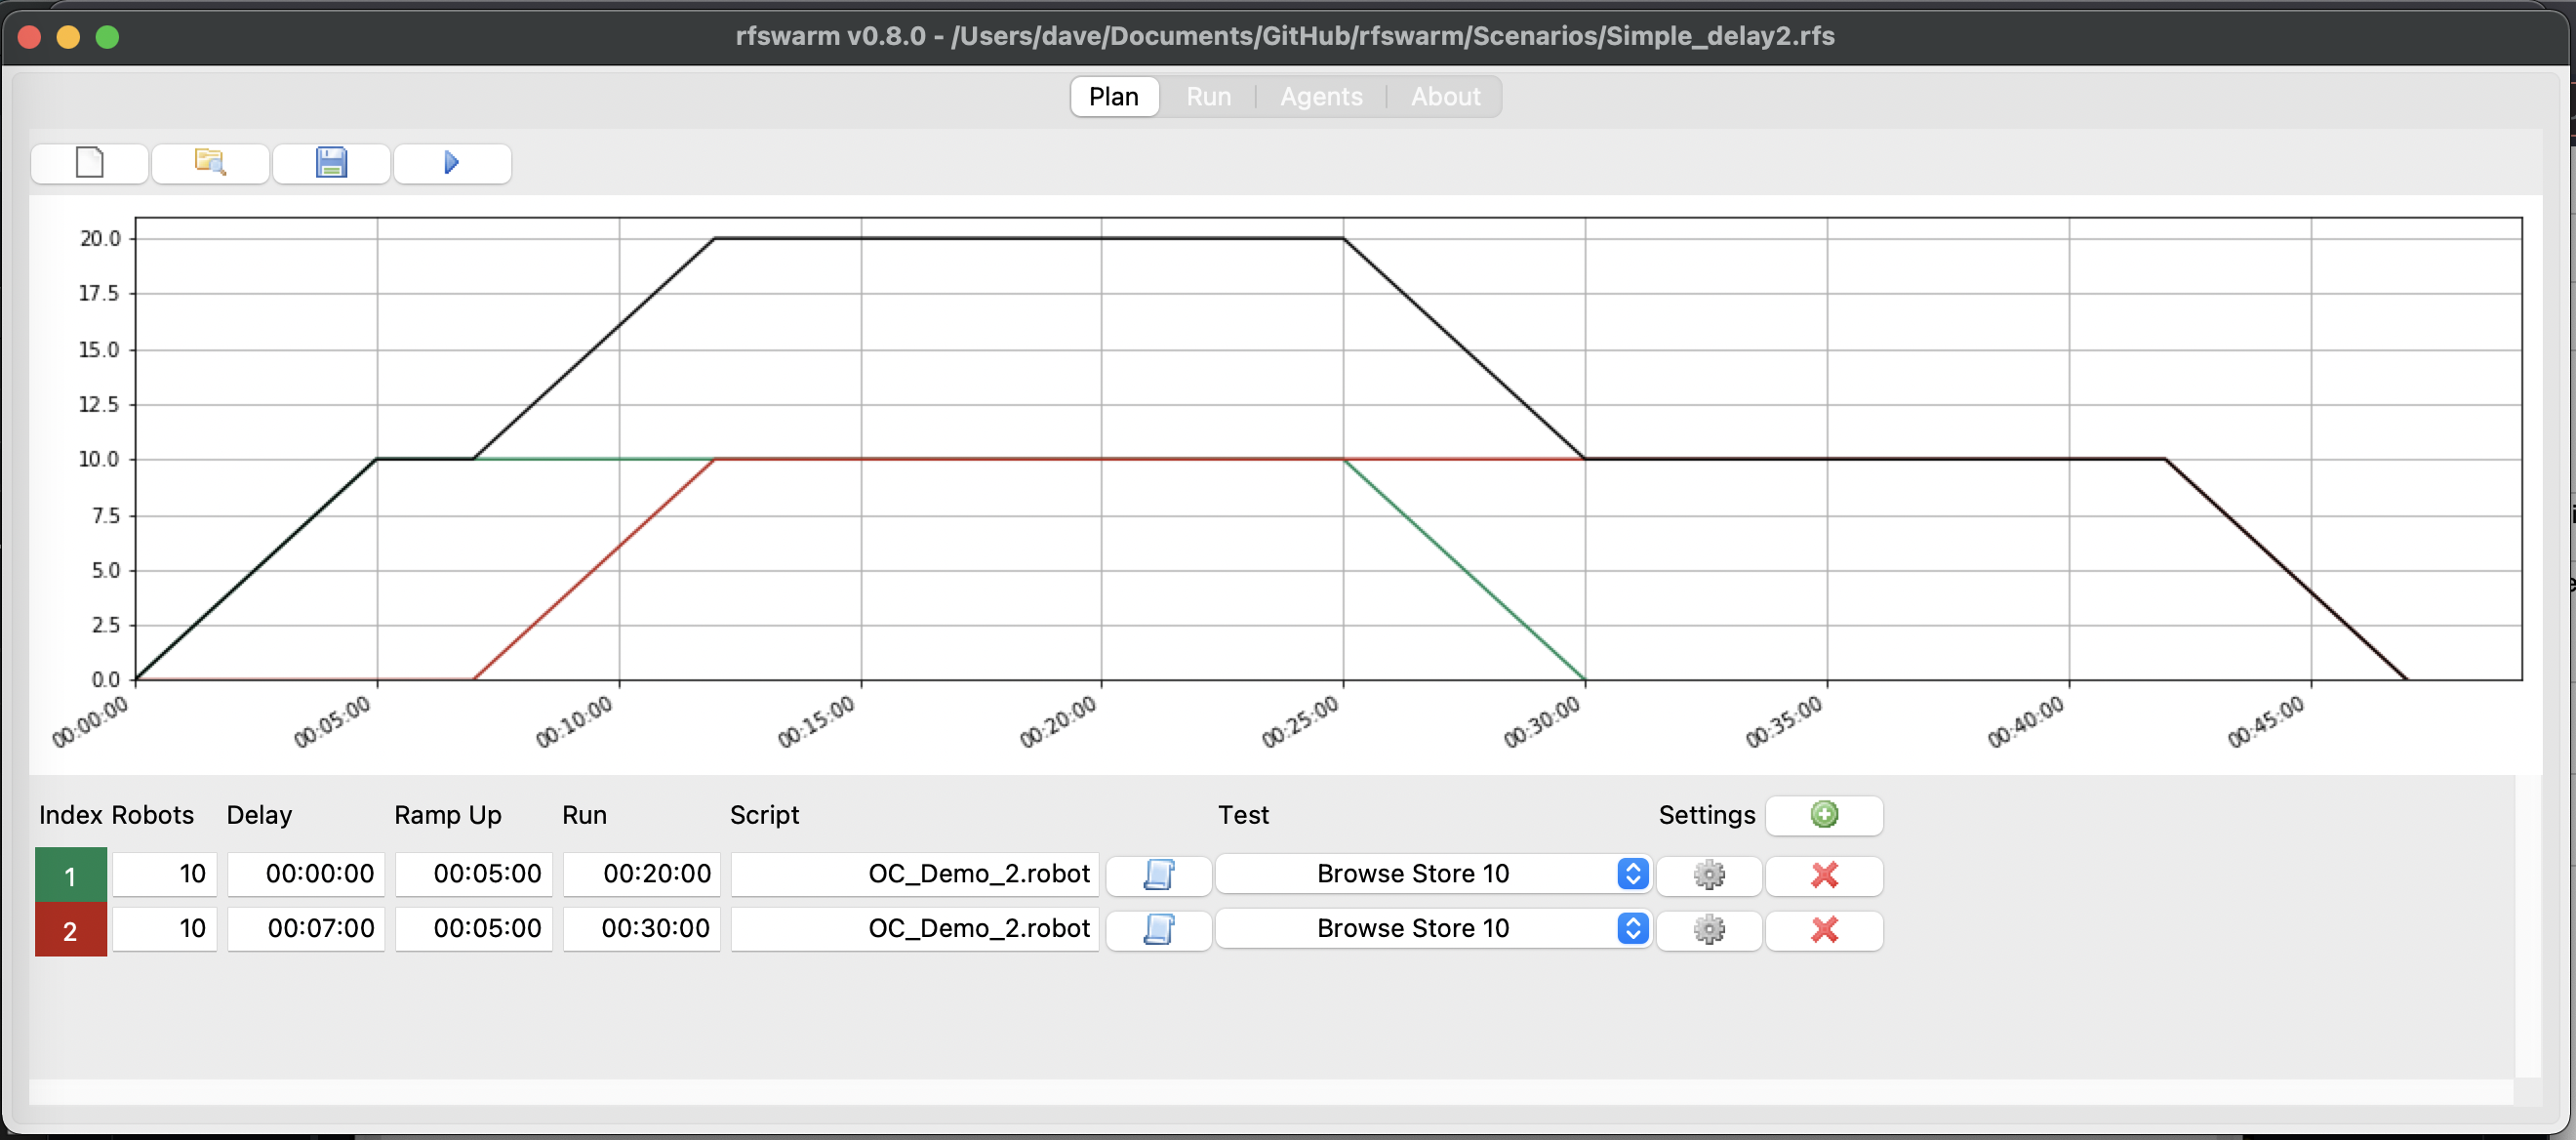 rfswarm v0.8.0 - /Users/dave/Documents/GitHub/rfswarm/Scenarios/Simple_delay2.rfs
Plan Run Agents About
20.0
17.5
15.0
12.5
10.0
7.5
5.0
2.5
0.0
00:00:00 00:05:00 00:10:00 00:15:00 00:20:00 00:25:00 00:30:00 00:35:00 00:40:00 00:45:00
Index Robots Delay Ramp Up Run Script Test Settings
1 10 00:00:00 00:05:00 00:20:00 OC_Demo_2.robot Browse Store 10
2 10 00:07:00 00:05:00 00:30:00 OC_Demo_2.robot Browse Store 10